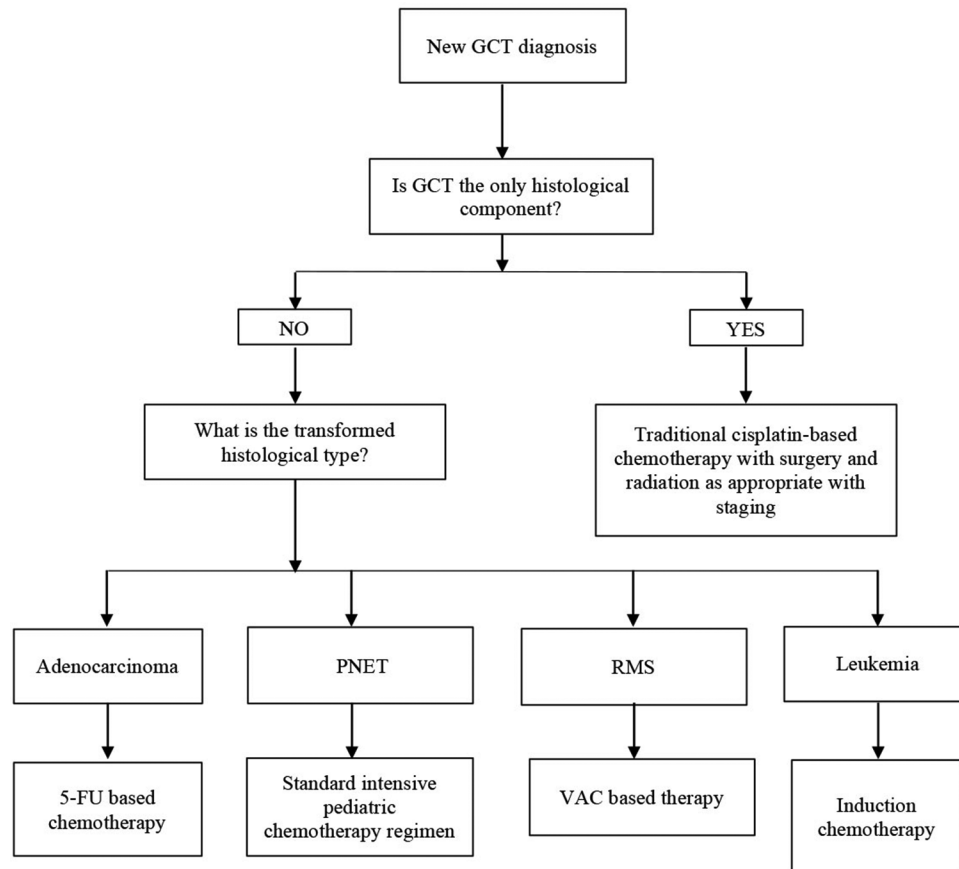 New GCT diagnosis
Is GCT the only histological
component?
NO
YES
What is the transformed
histological type?
Traditional cisplatin-based
chemotherapy with surgery and
radiation as appropriate with
staging
Adenocarcinoma
PNET
RMS
Leukemia
5-FU based
chemotherapy
Standard intensive
pediatric
chemotherapy regimen
VAC based therapy
Induction
chemotherapy